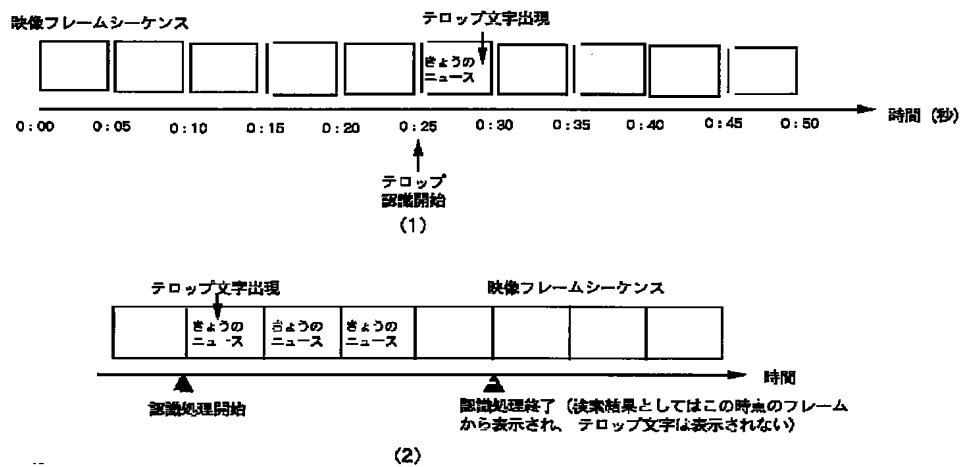 映像フレームシーケンス
テロップ文字出現
きょうの
ニュース
0:00 0:05 0:10 0:15 0:20 0:25 0:30 0:35 0:40 0:45 0:50
時間（秒）
テロップ
認識開始
(1)
テロップ文字出現
映像フレームシーケンス
きょうの きょうの きょうの
ニュース ニュース ニュース
時間
認識処理開始
認識処理終了（検索結果としてはこの時点のフレーム
から表示され、テロップ文字は表示されない）
(2)